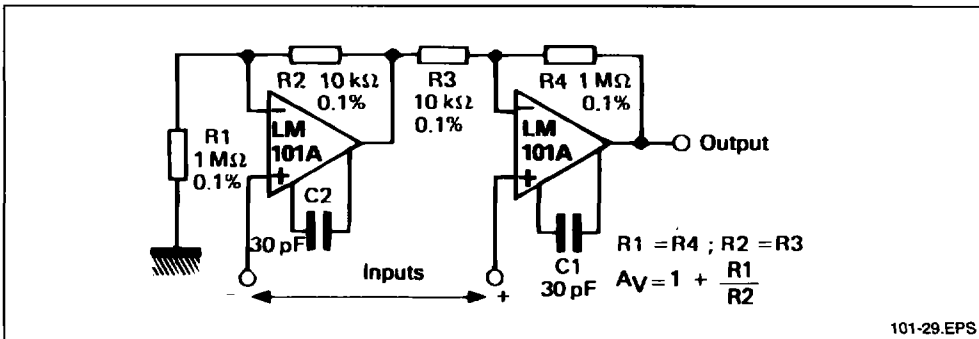 R2 10 kΩ
0.1%
R3
10 kΩ
0.1%
R4 1 MΩ
0.1%
R1
1 MΩ
0.1%
LM
101A
C2
30 pF
LM
101A
Output
C1
30 pF
Inputs
-
+
R1 = R4 ; R2 = R3
AV = 1 + R1/R2
101-29.EPS